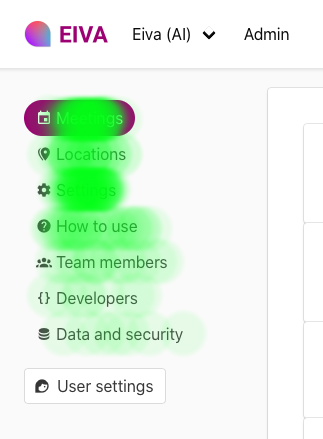 EIVA
Eiva (AI)
Admin
Meetings
Locations
Settings
How to use
Team members
Developers
Data and security
User settings